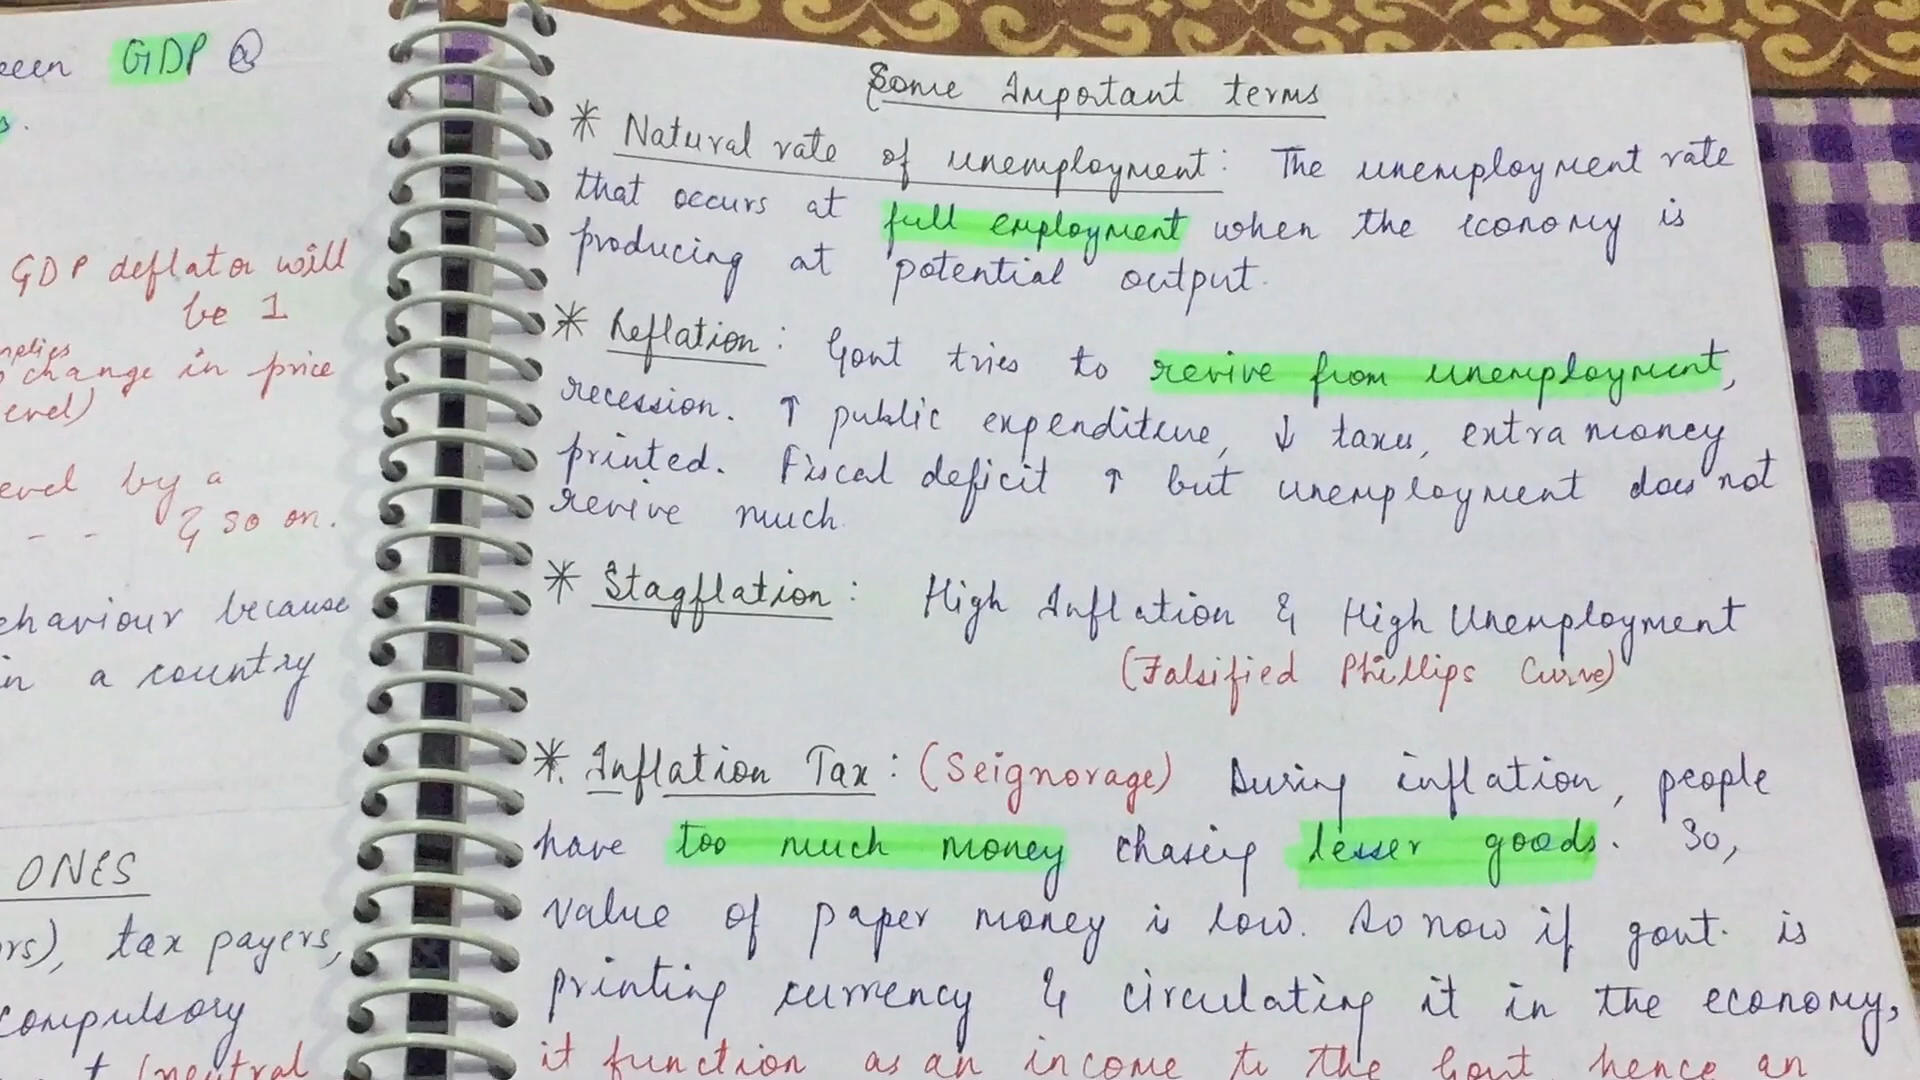 een GDP @
s.
GDP deflator will
be 1
mplies
change in price
evel)
evel by a
- - & so on.
ehaviour because
in a country
ONES
ors), tax payers,
compulsory
(neutral
Some Important terms
* Natural rate of unemployment : The unemployment rate
that occurs at full employment when the economy is
producing at potential output.
* Reflation : Govt tries to revive from unemployment,
recession. ↑ public expenditure, ↓ taxes, extra money
printed. Fiscal deficit ↑ but unemployment does not
revive much
* Stagflation : High Inflation & High Unemployment
(Falsified Phillips Curve)
* Inflation Tax : (Seignorage) During inflation, people
have too much money chasing lesser goods. So,
value of paper money is low. So now if govt. is
printing currency & circulating it in the economy,
it function as an income to the Govt hence an